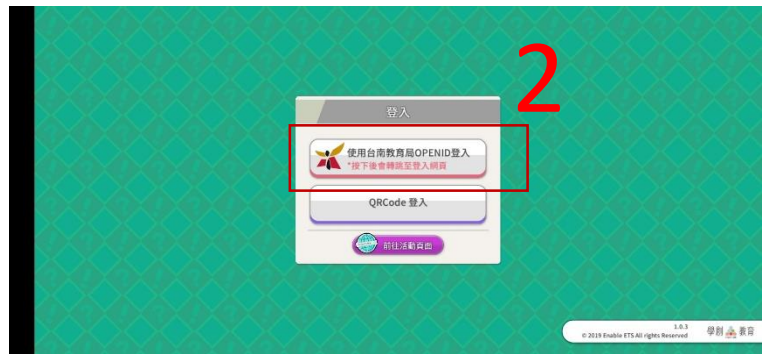 2
登入
使用台南教育局OPENID登入
*按下後會轉跳至登入網頁
QRCode 登入
前往活動頁面
1.0.3
© 2019 Enable ETS All rights Reserved
學創教育